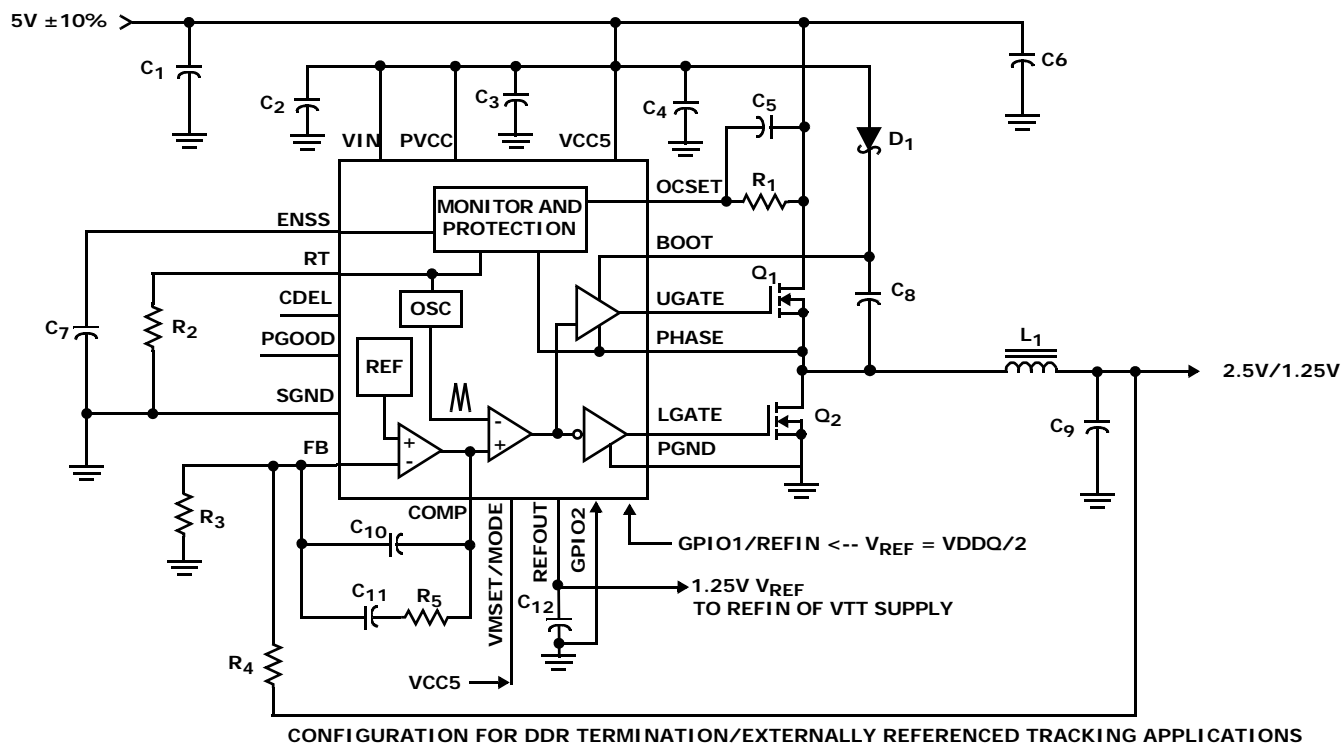 5V ±10%
C1
C2
C3
C4
C5
C6
VIN
PVCC
VCC5
D1
OCSET
R1
MONITOR AND
PROTECTION
ENSS
BOOT
RT
Q1
CDEL
OSC
UGATE
C8
C7
R2
PGOOD
PHASE
L1
REF
2.5V/1.25V
SGND
LGATE
Q2
C9
FB
+
-
-
+
PGND
R3
COMP
C10
VMSET/MODE
REFOUT
GPIO2
GPIO1/REFIN <-- VREF = VDDQ/2
C11
R5
C12
1.25V VREF
TO REFIN OF VTT SUPPLY
R4
VCC5
CONFIGURATION FOR DDR TERMINATION/EXTERNALLY REFERENCED TRACKING APPLICATIONS